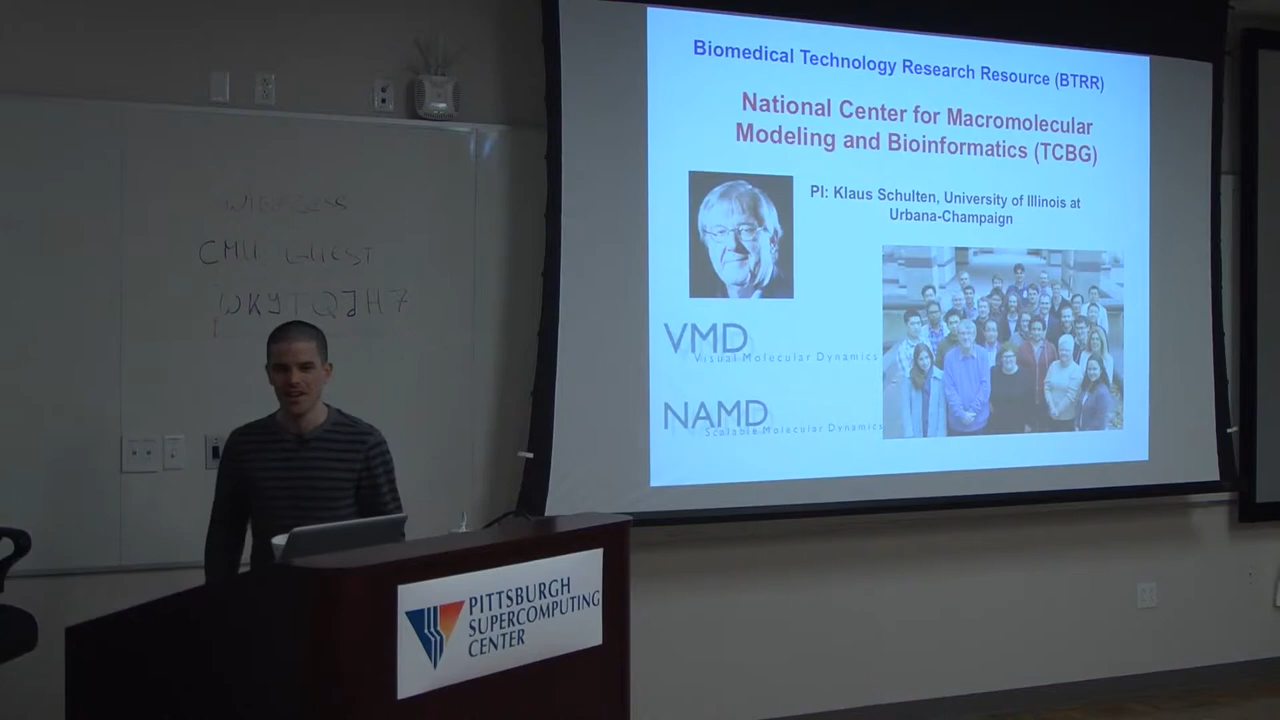 WIRELESS
CMU GUEST
Biomedical Technology Research Resource (BTRR)
National Center for Macromolecular
Modeling and Bioinformatics (TCBG)
PI: Klaus Schulten, University of Illinois at
Urbana-Champaign
VMD
Visual Molecular Dynamics
NAMD
Scalable Molecular Dynamics
PITTSBURGH
SUPERCOMPUTING
CENTER